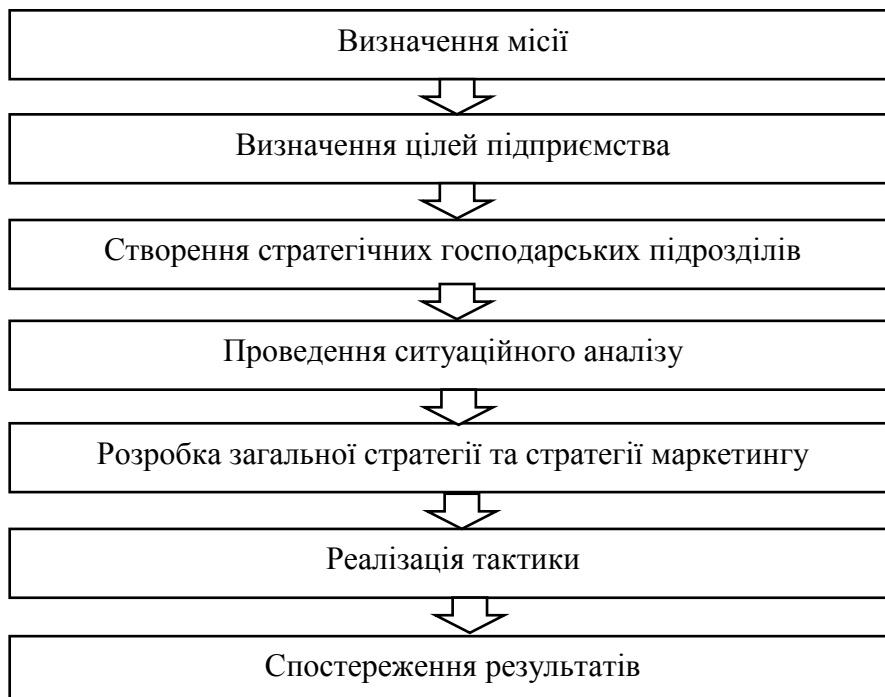 Визначення місії
Визначення цілей підприємства
Створення стратегічних господарських підрозділів
Проведення ситуаційного аналізу
Розробка загальної стратегії та стратегії маркетингу
Реалізація тактики
Спостереження результатів